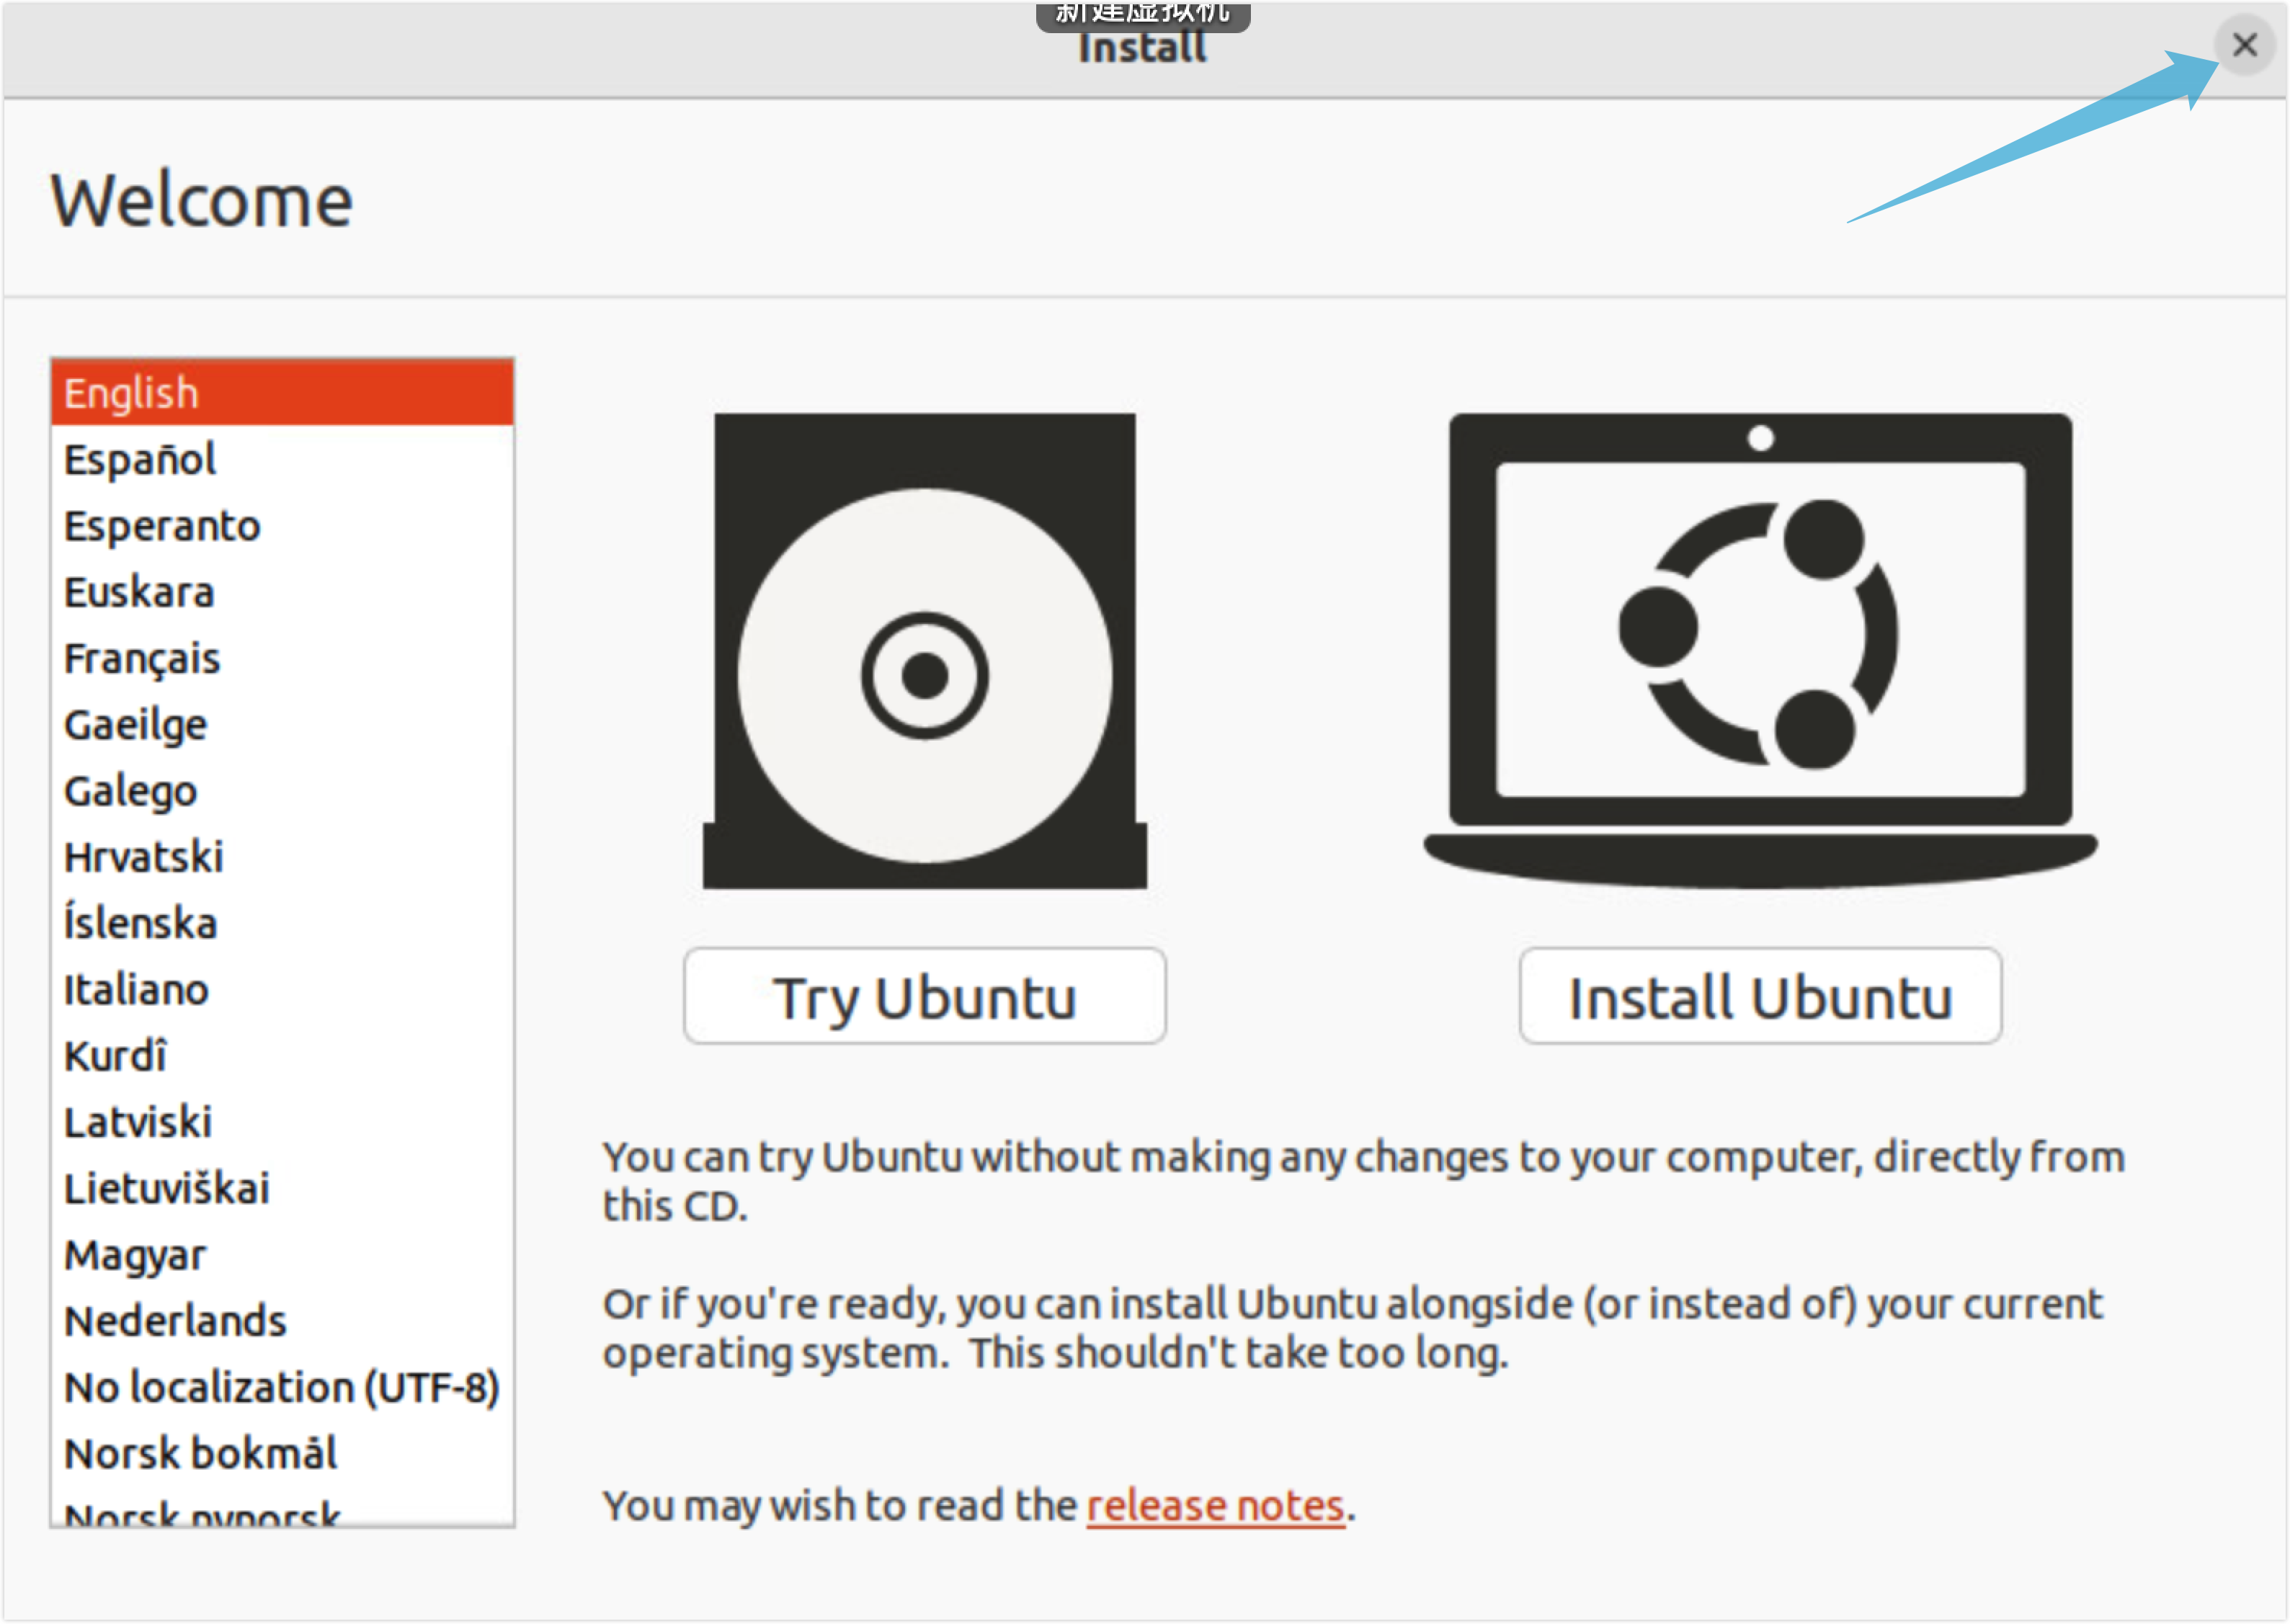 新建虚拟机
Install
Welcome
English
Español
Esperanto
Euskara
Français
Gaeilge
Galego
Hrvatski
Íslenska
Italiano
Kurdî
Latviski
Lietuviškai
Magyar
Nederlands
No localization (UTF-8)
Norsk bokmål
Norsk nynorsk
Try Ubuntu
Install Ubuntu
You can try Ubuntu without making any changes to your computer, directly from
this CD.
Or if you're ready, you can install Ubuntu alongside (or instead of) your current
operating system. This shouldn't take too long.
You may wish to read the release notes.